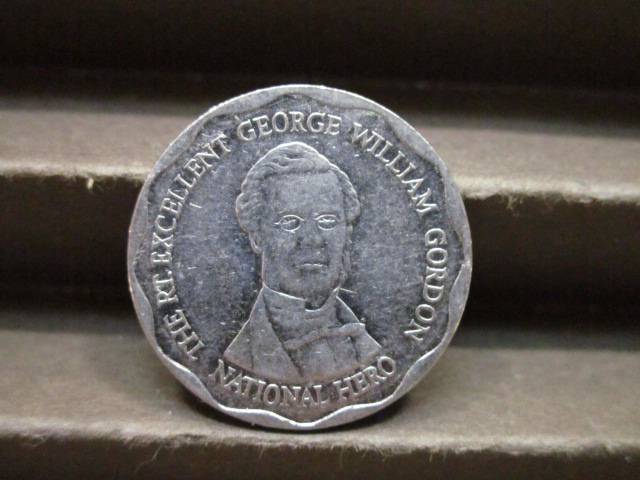 THE RT. EXCELLENT GEORGE WILLIAM GORDON
NATIONAL HERO